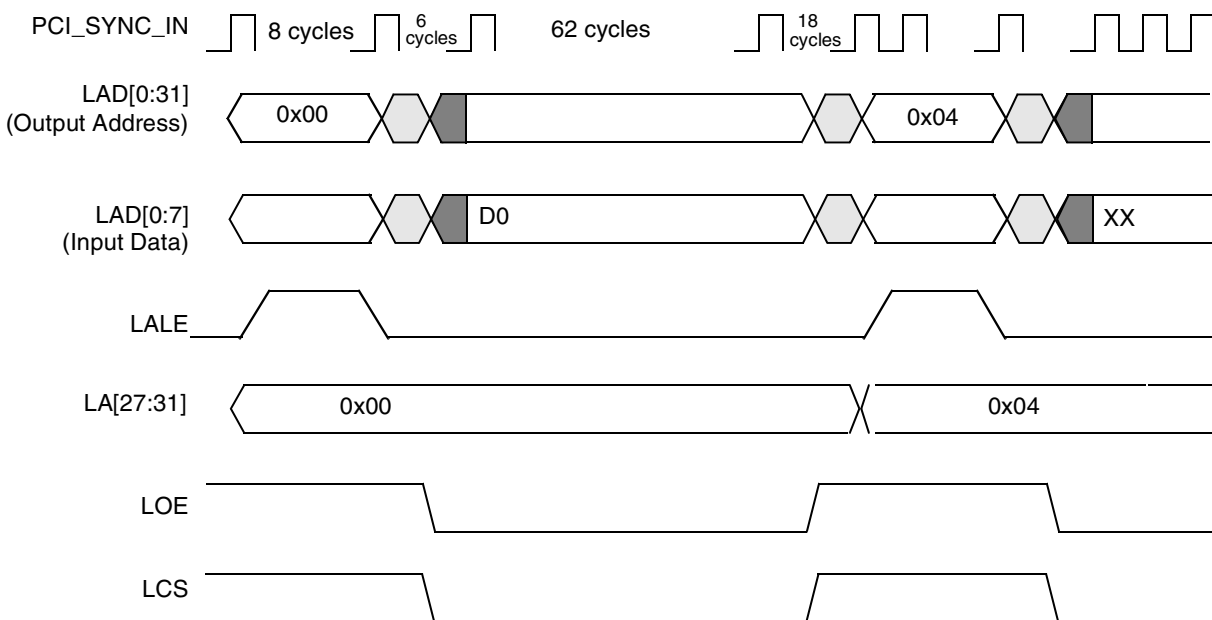 PCI_SYNC_IN
8 cycles
6
cycles
62 cycles
18
cycles
LAD[0:31]
(Output Address)
0x00
0x04
LAD[0:7]
(Input Data)
D0
XX
LALE
LA[27:31]
0x00
0x04
LOE
LCS